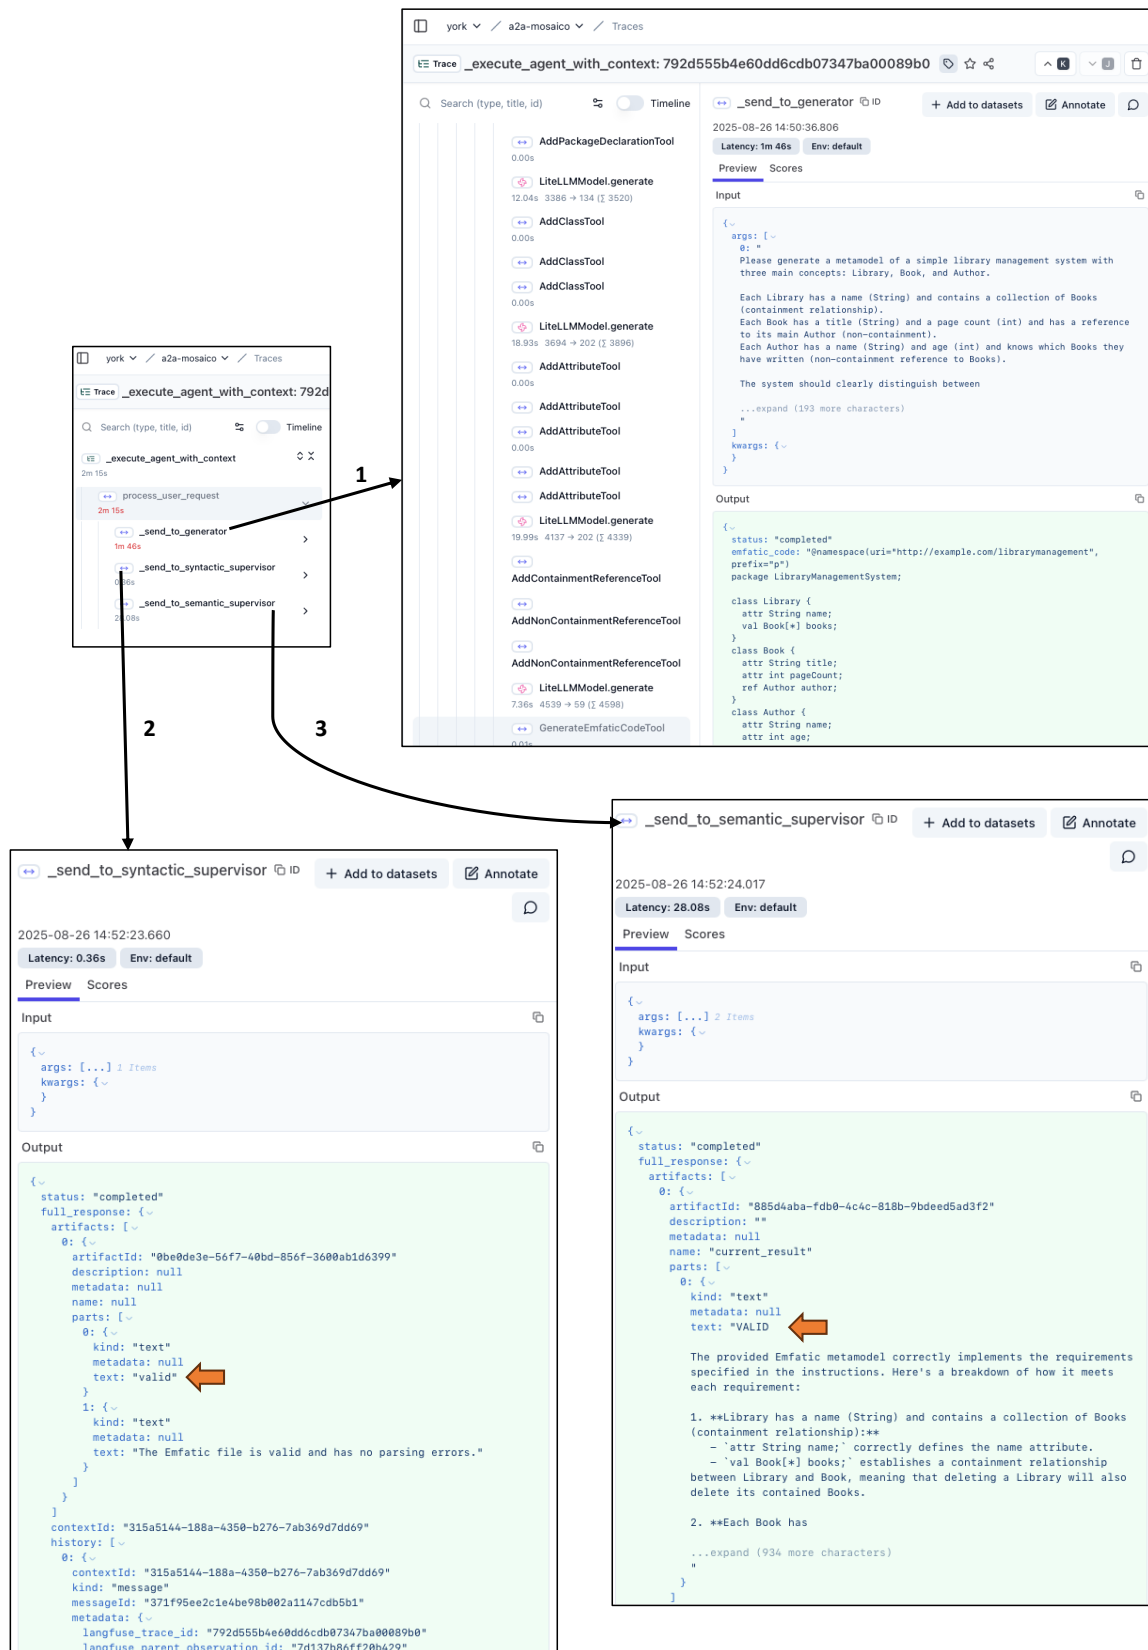 york / a2a-mosaico / Traces
Trace _execute_agent_with_context: 792d555b4e60dd6cdb07347ba00089b0 K J
Search (type, title, id) Timeline
AddPackageDeclarationTool
0.00s
LiteLLMModel.generate
12.04s 3386 → 134 (∑ 3520)
AddClassTool
0.00s
AddClassTool
AddClassTool
0.00s
LiteLLMModel.generate
18.93s 3694 → 202 (∑ 3896)
AddAttributeTool
0.00s
AddAttributeTool
AddAttributeTool
0.00s
AddAttributeTool
AddAttributeTool
LiteLLMModel.generate
19.99s 4137 → 202 (∑ 4339)
AddContainmentReferenceTool
AddNonContainmentReferenceTool
AddNonContainmentReferenceTool
LiteLLMModel.generate
7.36s 4539 → 59 (∑ 4598)
GenerateEmfaticCodeTool
0.01s
_send_to_generator ID + Add to datasets Annotate
2025-08-26 14:50:36.806
Latency: 1m 46s Env: default
Preview Scores
Input
{
args: [
0: "
Please generate a metamodel of a simple library management system with
three main concepts: Library, Book, and Author.
Each Library has a name (String) and contains a collection of Books
(containment relationship).
Each Book has a title (String) and a page count (int) and has a reference
to its main Author (non-containment).
Each Author has a name (String) and age (int) and knows which Books they
have written (non-containment reference to Books).
The system should clearly distinguish between
...expand (193 more characters)
"
]
kwargs: {
}
}
Output
{
status: "completed"
emfatic_code: "@namespace(uri="http://example.com/librarymanagement",
prefix="p")
package LibraryManagementSystem;
class Library {
attr String name;
val Book[*] books;
}
class Book {
attr String title;
attr int pageCount;
ref Author author;
}
class Author {
attr String name;
attr int age;
york / a2a-mosaico / Traces
Trace _execute_agent_with_context: 792d
Search (type, title, id) Timeline
_execute_agent_with_context
2m 15s
process_user_request
2m 15s
_send_to_generator
1m 46s
_send_to_syntactic_supervisor
_send_to_semantic_supervisor
1
2
3
_send_to_syntactic_supervisor ID + Add to datasets Annotate
2025-08-26 14:52:23.660
Latency: 0.36s Env: default
Preview Scores
Input
{
args: [...] 1 Items
kwargs: {
}
}
Output
{
status: "completed"
full_response: {
artifacts: [
0: {
artifactId: "0be0de3e-56f7-40bd-856f-3600ab1d6399"
description: null
metadata: null
name: null
parts: [
0: {
kind: "text"
metadata: null
text: "valid"
}
1: {
kind: "text"
metadata: null
text: "The Emfatic file is valid and has no parsing errors."
}
]
}
]
contextId: "315a5144-188a-4350-b276-7ab369d7dd69"
history: [
0: {
contextId: "315a5144-188a-4350-b276-7ab369d7dd69"
kind: "message"
messageId: "371f95ee2c1e4be98b002a1147cdb5b1"
metadata: {
langfuse_trace_id: "792d555b4e60dd6cdb07347ba00089b0"
langfuse_parent_observation_id: "7d137b86ff20b429"
_send_to_semantic_supervisor ID + Add to datasets Annotate
2025-08-26 14:52:24.017
Latency: 28.08s Env: default
Preview Scores
Input
{
args: [...] 2 Items
kwargs: {
}
}
Output
{
status: "completed"
full_response: {
artifacts: [
0: {
artifactId: "885d4aba-fdb0-4c4c-818b-9bdeed5ad3f2"
description: ""
metadata: null
name: "current_result"
parts: [
0: {
kind: "text"
metadata: null
text: "VALID
The provided Emfatic metamodel correctly implements the requirements
specified in the instructions. Here's a breakdown of how it meets
each requirement:
1. **Library has a name (String) and contains a collection of Books
(containment relationship):**
– `attr String name;` correctly defines the name attribute.
– `val Book[*] books;` establishes a containment relationship
between Library and Book, meaning that deleting a Library will also
delete its contained Books.
2. **Each Book has
...expand (934 more characters)
"
}
]